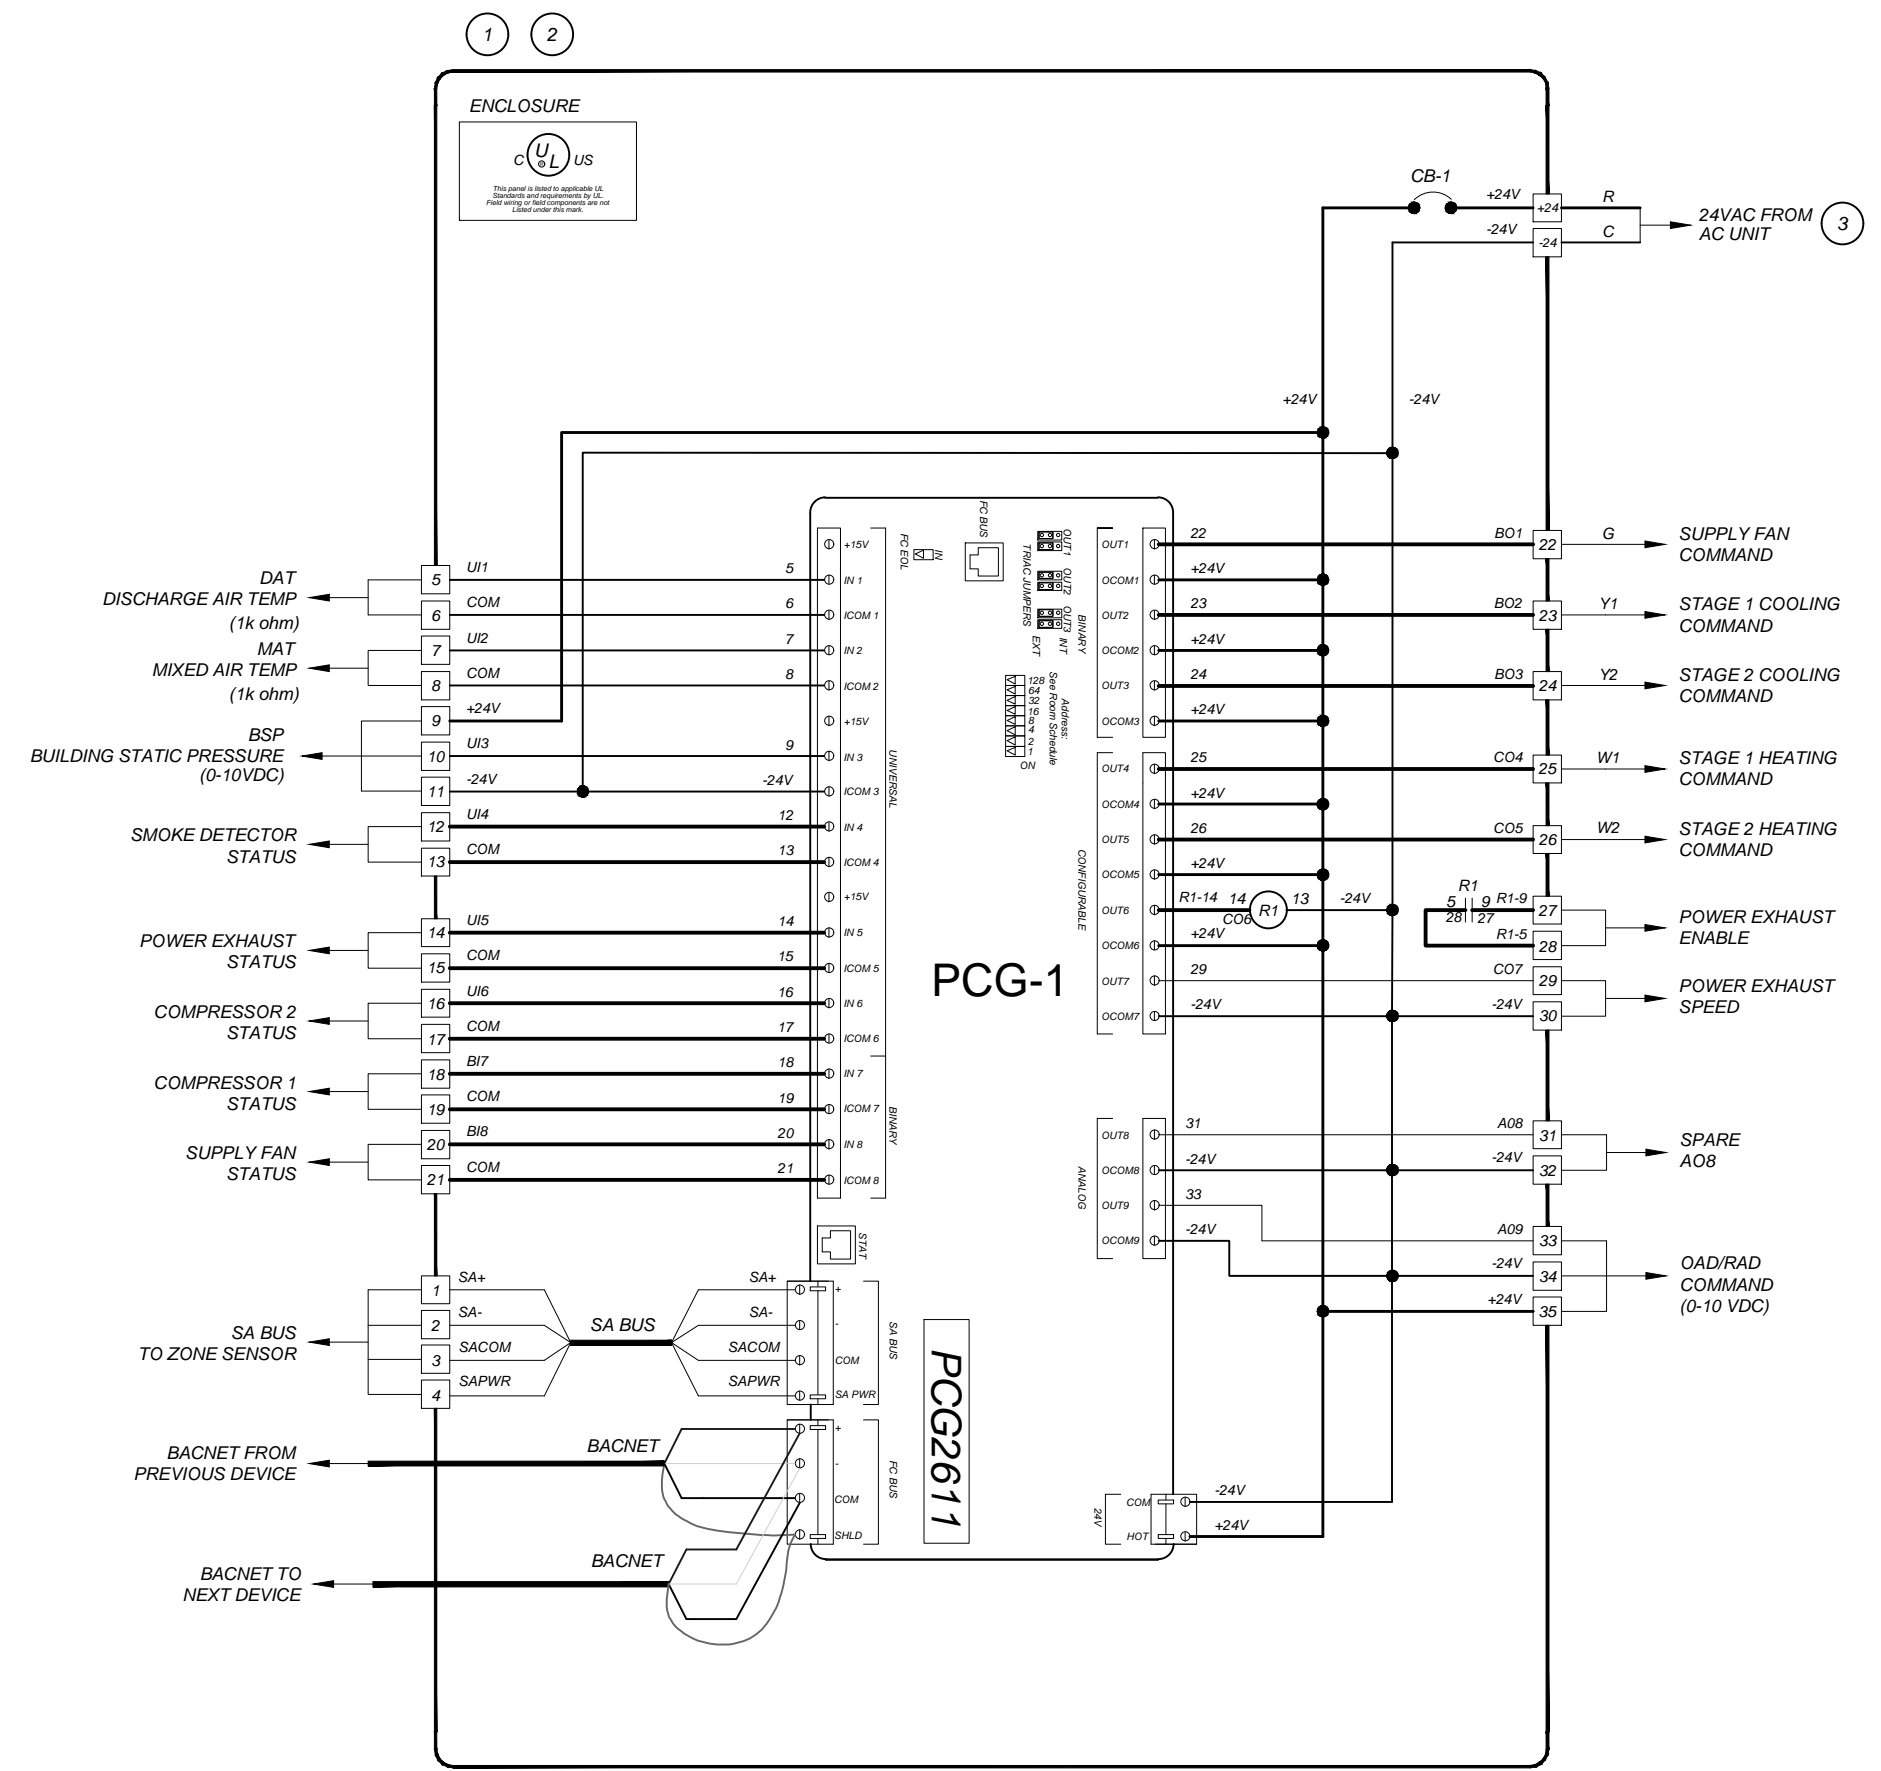 1 2
ENCLOSURE
C UL US
This panel is listed to applicable UL
Standards and requirements by UL.
Field wiring or field components are not
Listed under this mark.
CB-1
+24V +24 R
-24V -24 C
24VAC FROM
AC UNIT
3
+24V -24V
DAT
DISCHARGE AIR TEMP
(1k ohm)
5 UI1 5 IN 1
6 COM 6 ICOM 1
MAT
MIXED AIR TEMP
(1k ohm)
7 UI2 7 IN 2
8 COM 8 ICOM 2
BSP
BUILDING STATIC PRESSURE
(0-10VDC)
9 +24V
10 UI3 9 IN 3
11 -24V -24V ICOM 3
SMOKE DETECTOR
STATUS
12 UI4 12 IN 4
13 COM 13 ICOM 4
POWER EXHAUST
STATUS
14 UI5 14 IN 5
15 COM 15 ICOM 5
COMPRESSOR 2
STATUS
16 UI6 16 IN 6
17 COM 17 ICOM 6
COMPRESSOR 1
STATUS
18 BI7 18 IN 7
19 COM 19 ICOM 7
SUPPLY FAN
STATUS
20 BI8 20 IN 8
21 COM 21 ICOM 8
+15V
+15V
+15V
UNIVERSAL
BINARY
FC EOL
IN
FC BUS
OUT1
OUT2
OUT3
TRIAC JUMPERS
EXT INT
128
64
32
16
8
4
2
1
ON
Address:
See Room Schedule
PCG-1
BINARY
OUT1 22 BO1 22 G
SUPPLY FAN
COMMAND
OCOM1 +24V
OUT2 23 BO2 23 Y1
STAGE 1 COOLING
COMMAND
OCOM2 +24V
OUT3 24 BO3 24 Y2
STAGE 2 COOLING
COMMAND
OCOM3 +24V
CONFIGURABLE
OUT4 25 CO4 25 W1
STAGE 1 HEATING
COMMAND
OCOM4 +24V
OUT5 26 CO5 26 W2
STAGE 2 HEATING
COMMAND
OCOM5 +24V
OUT6 R1-14 14 R1 13 -24V
CO6
R1
5 9 R1-9 27
28 27
R1-5 28
POWER EXHAUST
ENABLE
OCOM6 +24V
OUT7 29 CO7 29
OCOM7 -24V -24V 30
POWER EXHAUST
SPEED
ANALOG
OUT8 31 A08 31
OCOM8 -24V -24V 32
SPARE
AO8
OUT9 33 A09 33
OCOM9 -24V -24V 34
+24V 35
OAD/RAD
COMMAND
(0-10 VDC)
STAT
SA BUS
TO ZONE SENSOR
1 SA+ SA+ +
2 SA- SA- -
3 SACOM SACOM COM
4 SAPWR SAPWR SA PWR
SA BUS
SA BUS
BACNET FROM
PREVIOUS DEVICE
BACNET
+
-
COM
SHLD
FC BUS
BACNET TO
NEXT DEVICE
BACNET
PCG2611
24V
COM -24V
HOT +24V